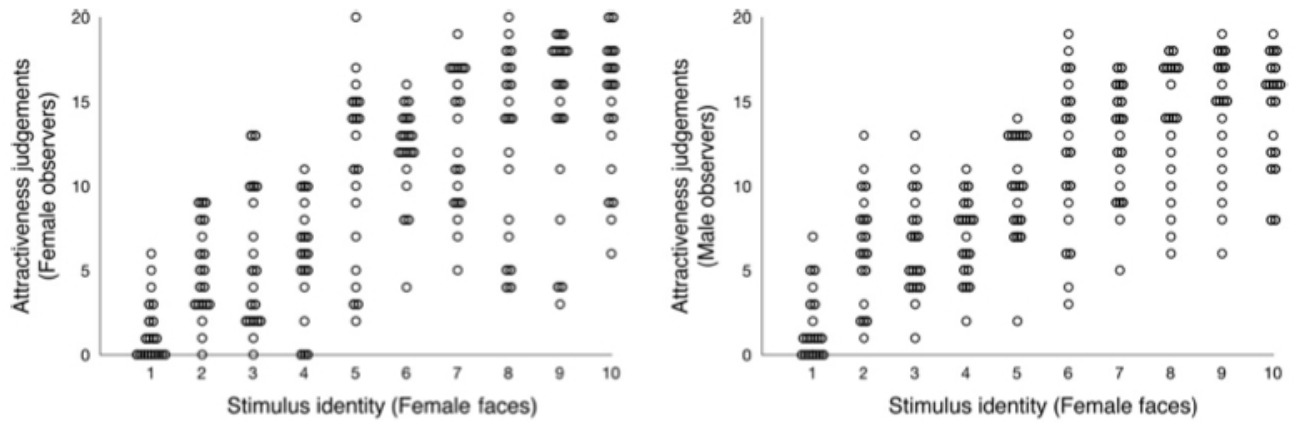 Attractiveness judgements
(Female observers)
20
15
10
5
0
1 2 3 4 5 6 7 8 9 10
Stimulus identity (Female faces)
Attractiveness judgements
(Male observers)
20
15
10
5
0
1 2 3 4 5 6 7 8 9 10
Stimulus identity (Female faces)